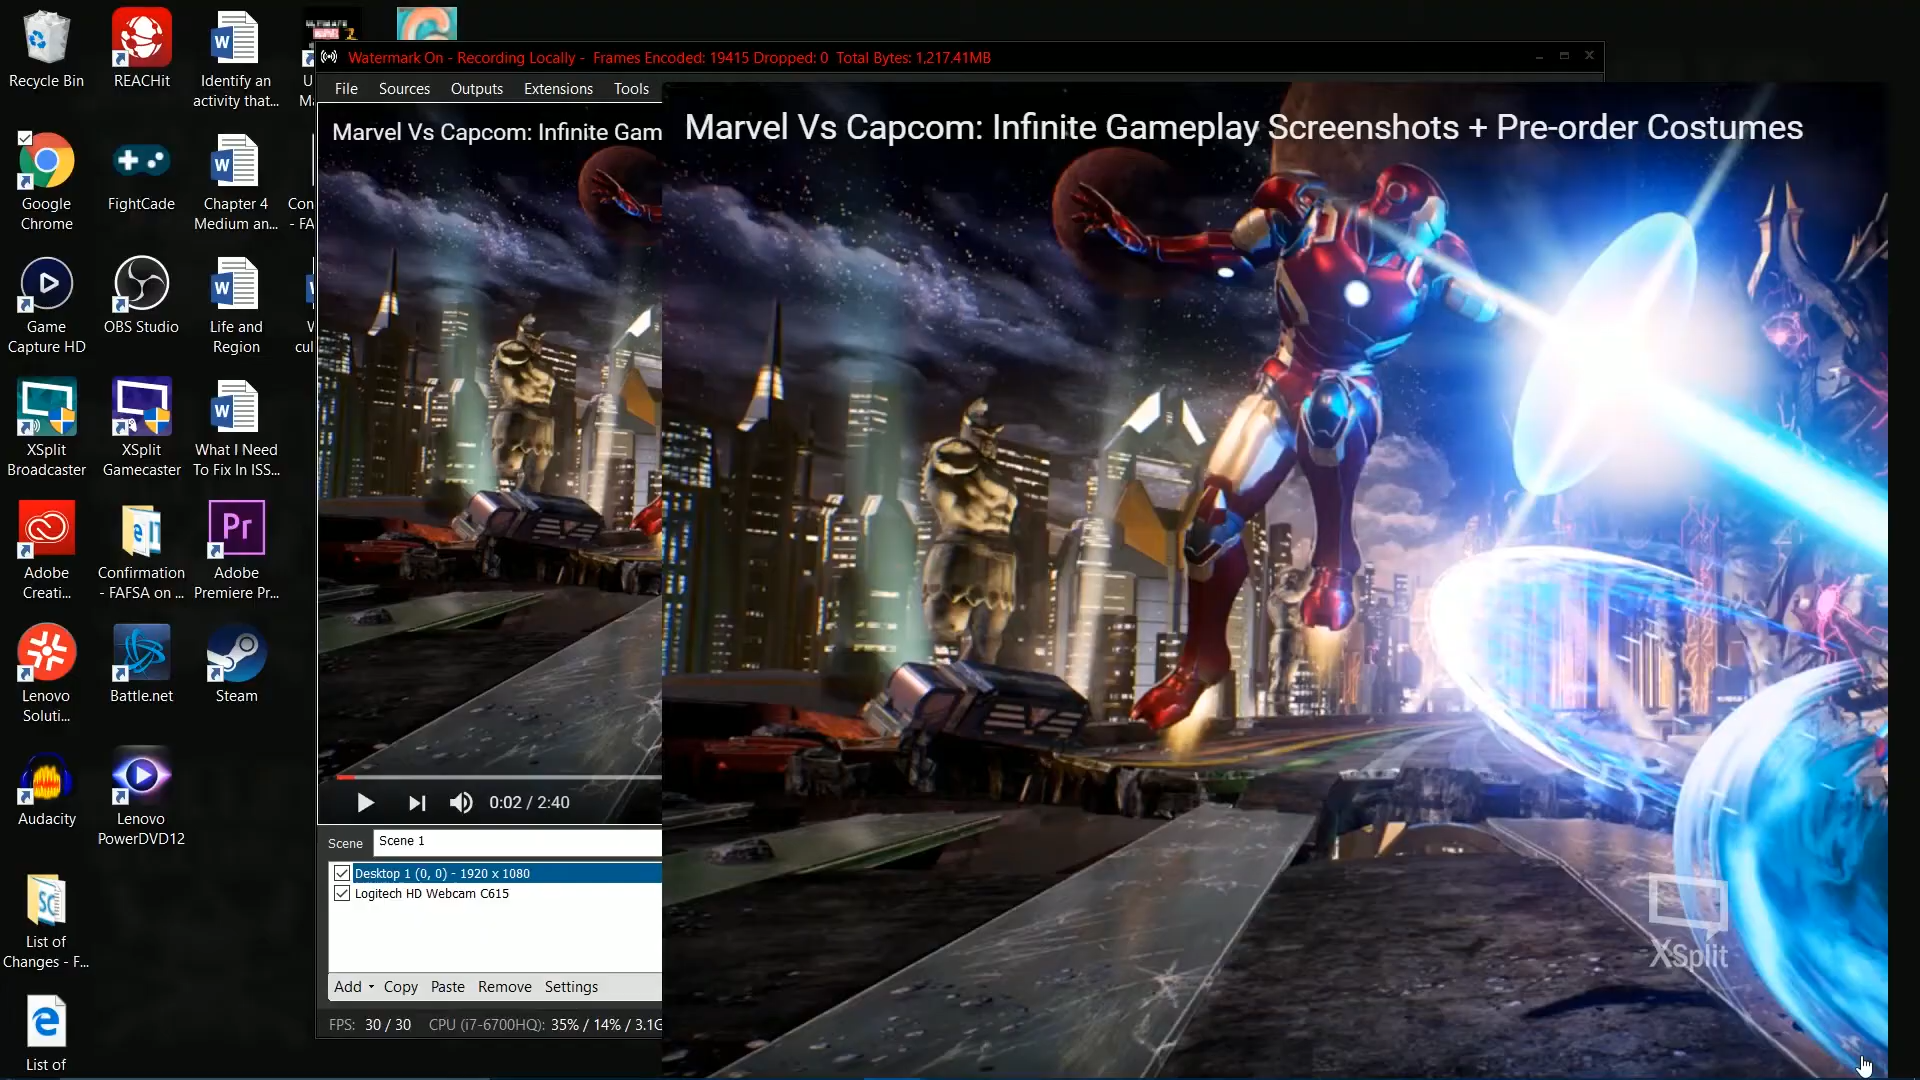 Recycle Bin
REACHit
Identify an
activity that...
Google
Chrome
FightCade
Chapter 4
Medium an...
Con
- FA
Game
Capture HD
OBS Studio
Life and
Region
W
cul
XSplit
Broadcaster
XSplit
Gamecaster
What I Need
To Fix In ISS...
Adobe
Creati...
Confirmation
- FAFSA on ...
Pr
Adobe
Premiere Pr...
Lenovo
Soluti...
Battle.net
Steam
Audacity
Lenovo
PowerDVD12
List of
Changes - F...
List of
ULTIMATE
U
Ma
Watermark On - Recording Locally - Frames Encoded: 19415 Dropped: 0 Total Bytes: 1,217.41MB
File Sources Outputs Extensions Tools
Marvel Vs Capcom: Infinite Gam
0:02 / 2:40
Scene Scene 1
Desktop 1 (0, 0) - 1920 x 1080
Logitech HD Webcam C615
Add Copy Paste Remove Settings
FPS: 30 / 30 CPU (i7-6700HQ): 35% / 14% / 3.1G
Marvel Vs Capcom: Infinite Gameplay Screenshots + Pre-order Costumes
XSplit